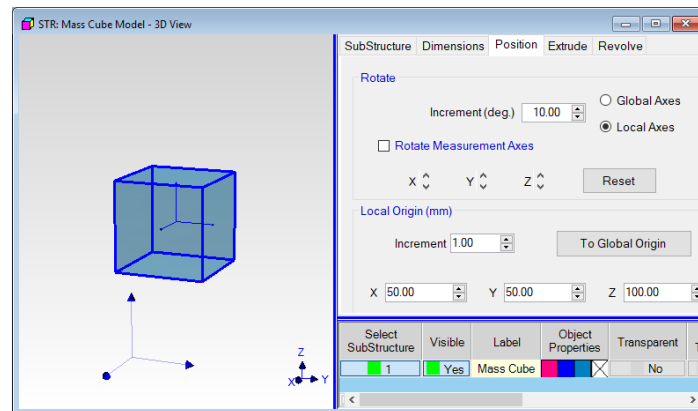 STR: Mass Cube Model - 3D View
SubStructure Dimensions Position Extrude Revolve
Rotate
Increment (deg.) 10.00
Global Axes
Local Axes
Rotate Measurement Axes
X Y Z Reset
Local Origin (mm)
Increment 1.00 To Global Origin
X 50.00 Y 50.00 Z 100.00
Select SubStructure Visible Label Object Properties Transparent
1 Yes Mass Cube No
Z
X Y